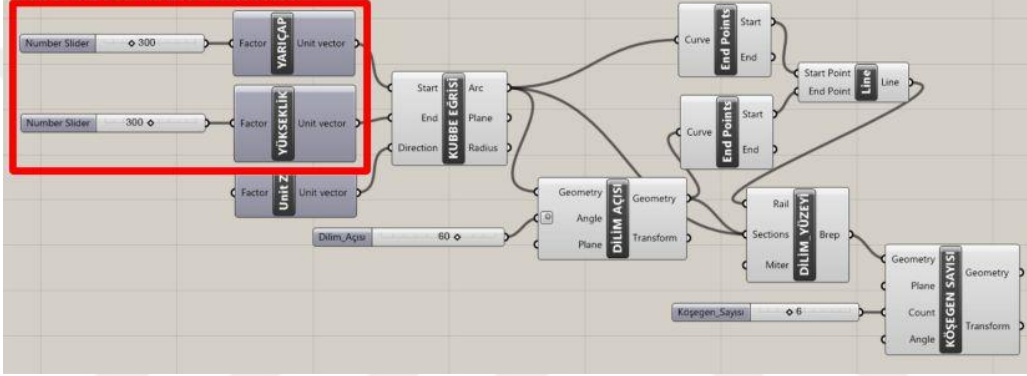 Number Slider
300
Factor
YARIÇAP
Unit vector
Number Slider
300
Factor
YÜKSEKLİK
Unit vector
Factor
Unit Z
Unit vector
Start
End
Direction
KUBBE EĞRİSİ
Arc
Plane
Radius
Curve
End Points
Start
End
Curve
End Points
Start
End
Start Point
End Point
Line
Line
Dilim_Açısı
60
Geometry
Angle
Plane
DİLİM AÇISI
Geometry
Transform
Rail
Sections
Miter
DİLİM_YÜZEYİ
Brep
Köşegen_Sayısı
6
Geometry
Plane
Count
Angle
KÖŞEGEN SAYISI
Geometry
Transform